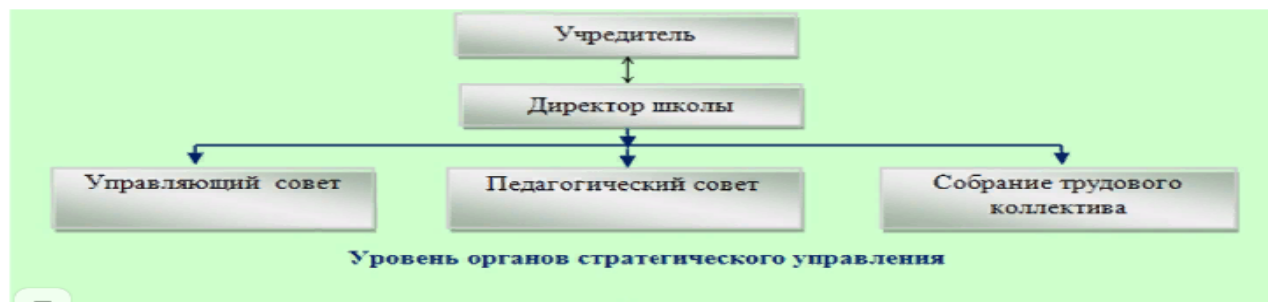 Учредитель
Директор школы
Управляющий совет
Педагогический совет
Собрание трудового
коллектива
Уровень органов стратегического управления